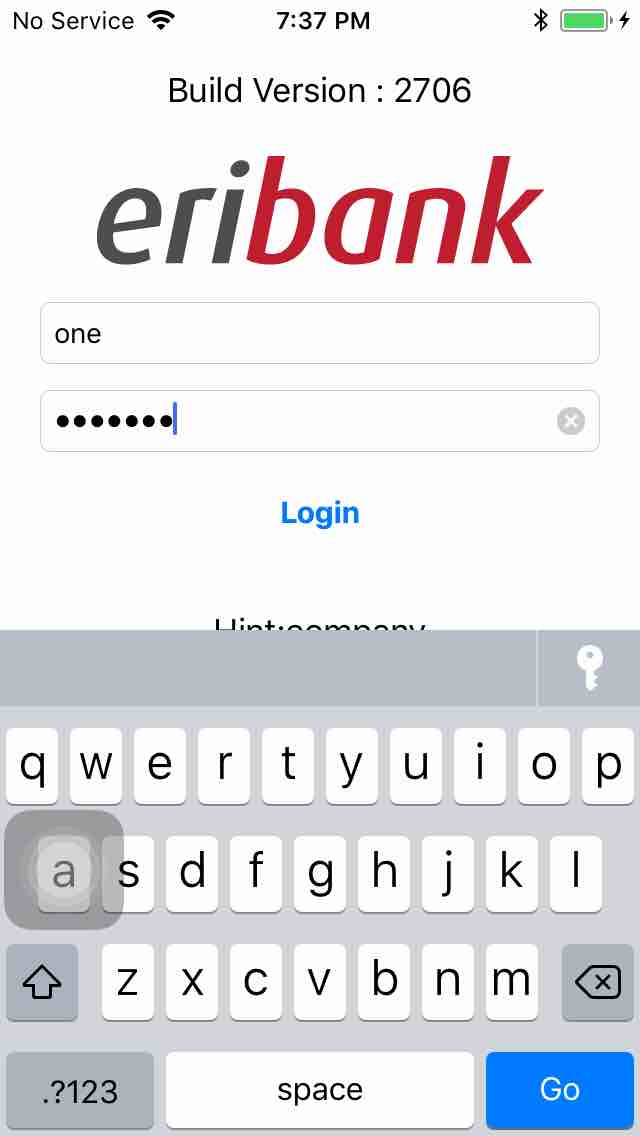 No Service 7:37 PM
Build Version : 2706
eribank
one
•••••••
Login
Hint:company
q w e r t y u i o p
a s d f g h j k l
z x c v b n m
.?123 space Go